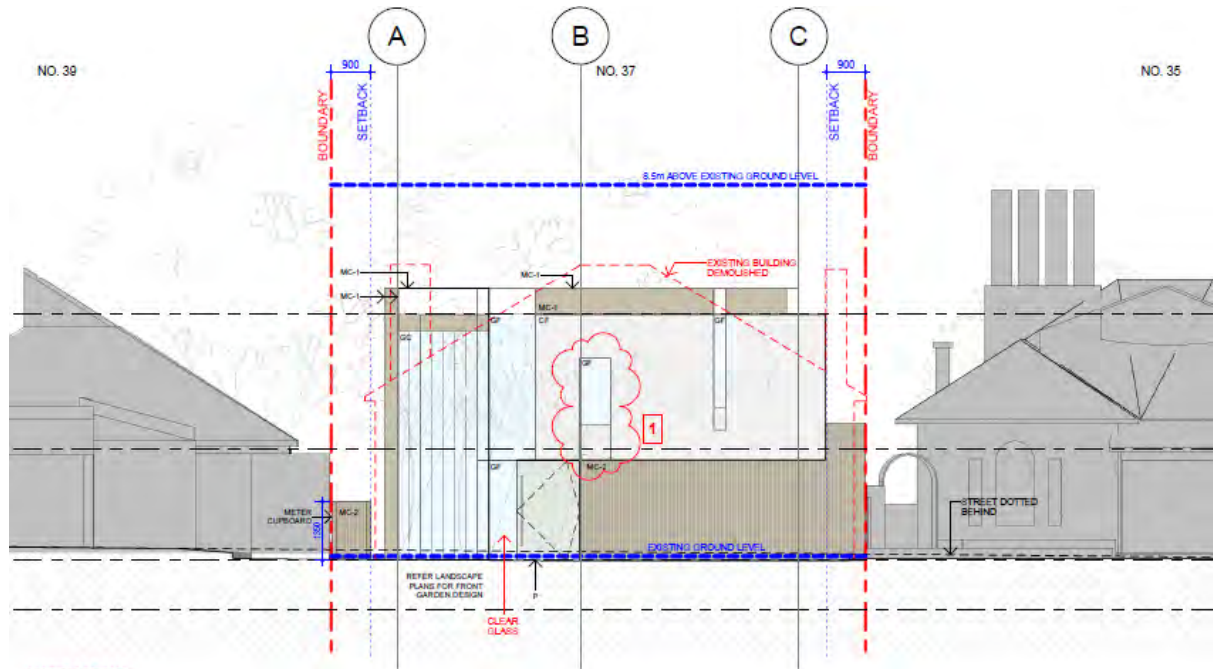 A
B
C
NO. 39
900
NO. 37
900
NO. 35
BOUNDARY
SETBACK
SETBACK
BOUNDARY
8.5m ABOVE EXISTING GROUND LEVEL
EXISTING BUILDING
DEMOLISHED
MC-1
MC-1
MC-1
MC-1
GF
GF
GF
GC
GF
1
GF
MC-2
METER
CUPBOARD
MC-2
1350
STREET DOTTED
BEHIND
EXISTING GROUND LEVEL
REFER LANDSCAPE
PLANS FOR FRONT
GARDEN DESIGN
P
CLEAR
GLASS